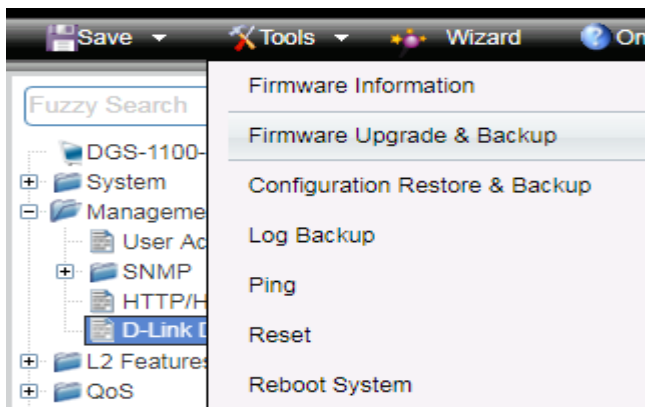 Save Tools Wizard On
Fuzzy Search
DGS-1100-
System
Manageme
User Ac
SNMP
HTTP/H
D-Link D
L2 Features
QoS
Firmware Information
Firmware Upgrade & Backup
Configuration Restore & Backup
Log Backup
Ping
Reset
Reboot System